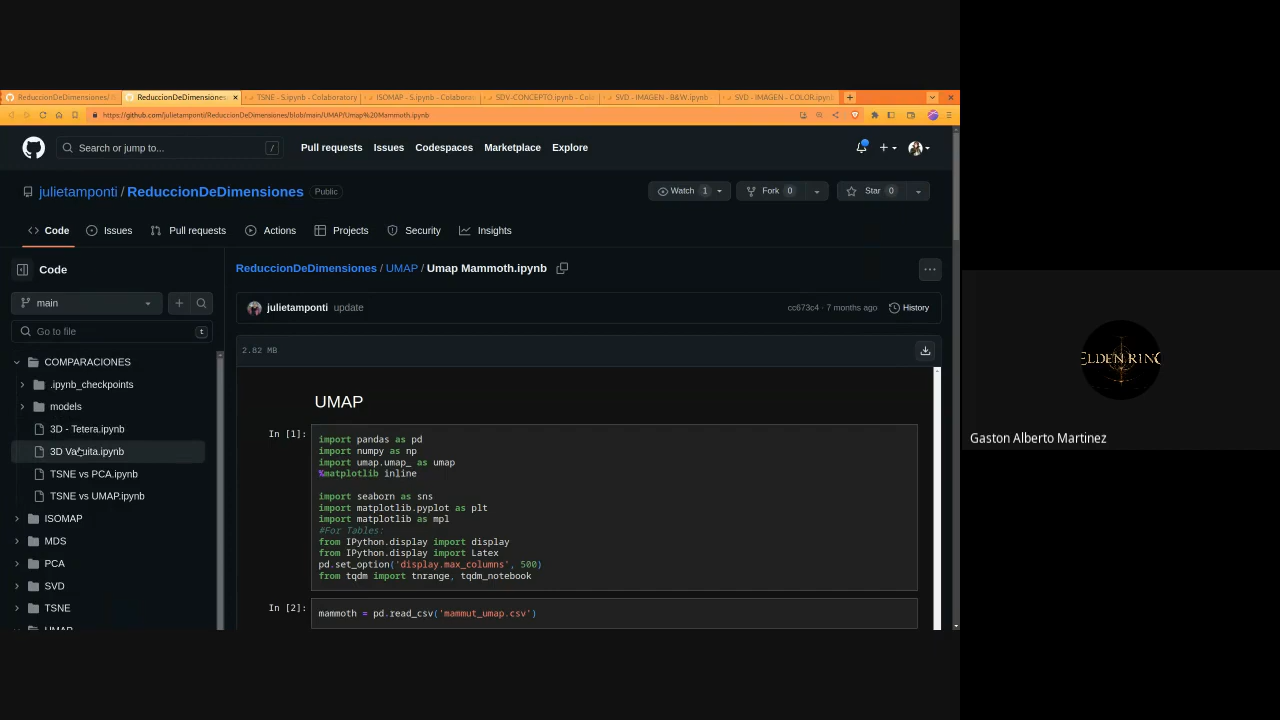 ReduccionDeDimensiones/
ReduccionDeDimensiones
TSNE - S.ipynb - Colaboratory
ISOMAP - S.ipynb - Colabora
SDV-CONCEPTO.ipynb - Col
SVD - IMAGEN - B&W.ipynb
SVD - IMAGEN - COLOR.ipynb
https://github.com/julietamponti/ReduccionDeDimensiones/blob/main/UMAP/Umap%20Mammoth.ipynb
Search or jump to...
/
Pull requests
Issues
Codespaces
Marketplace
Explore
julietamponti / ReduccionDeDimensiones
Public
Watch 1
Fork 0
Star 0
Code
Issues
Pull requests
Actions
Projects
Security
Insights
Code
main
Go to file
t
COMPARACIONES
.ipynb_checkpoints
models
3D - Tetera.ipynb
3D Vaquita.ipynb
TSNE vs PCA.ipynb
TSNE vs UMAP.ipynb
ISOMAP
MDS
PCA
SVD
TSNE
UMAP
ReduccionDeDimensiones / UMAP / Umap Mammoth.ipynb
julietamponti update
cc673c4 · 7 months ago
History
2.82 MB
UMAP
In [1]:
import pandas as pd
import numpy as np
import umap.umap_ as umap
%matplotlib inline
import seaborn as sns
import matplotlib.pyplot as plt
import matplotlib as mpl
#For Tables:
from IPython.display import display
from IPython.display import Latex
pd.set_option('display.max_columns', 500)
from tqdm import tnrange, tqdm_notebook
In [2]:
mammoth = pd.read_csv('mammut_umap.csv')
ELDEN RING
Gaston Alberto Martinez